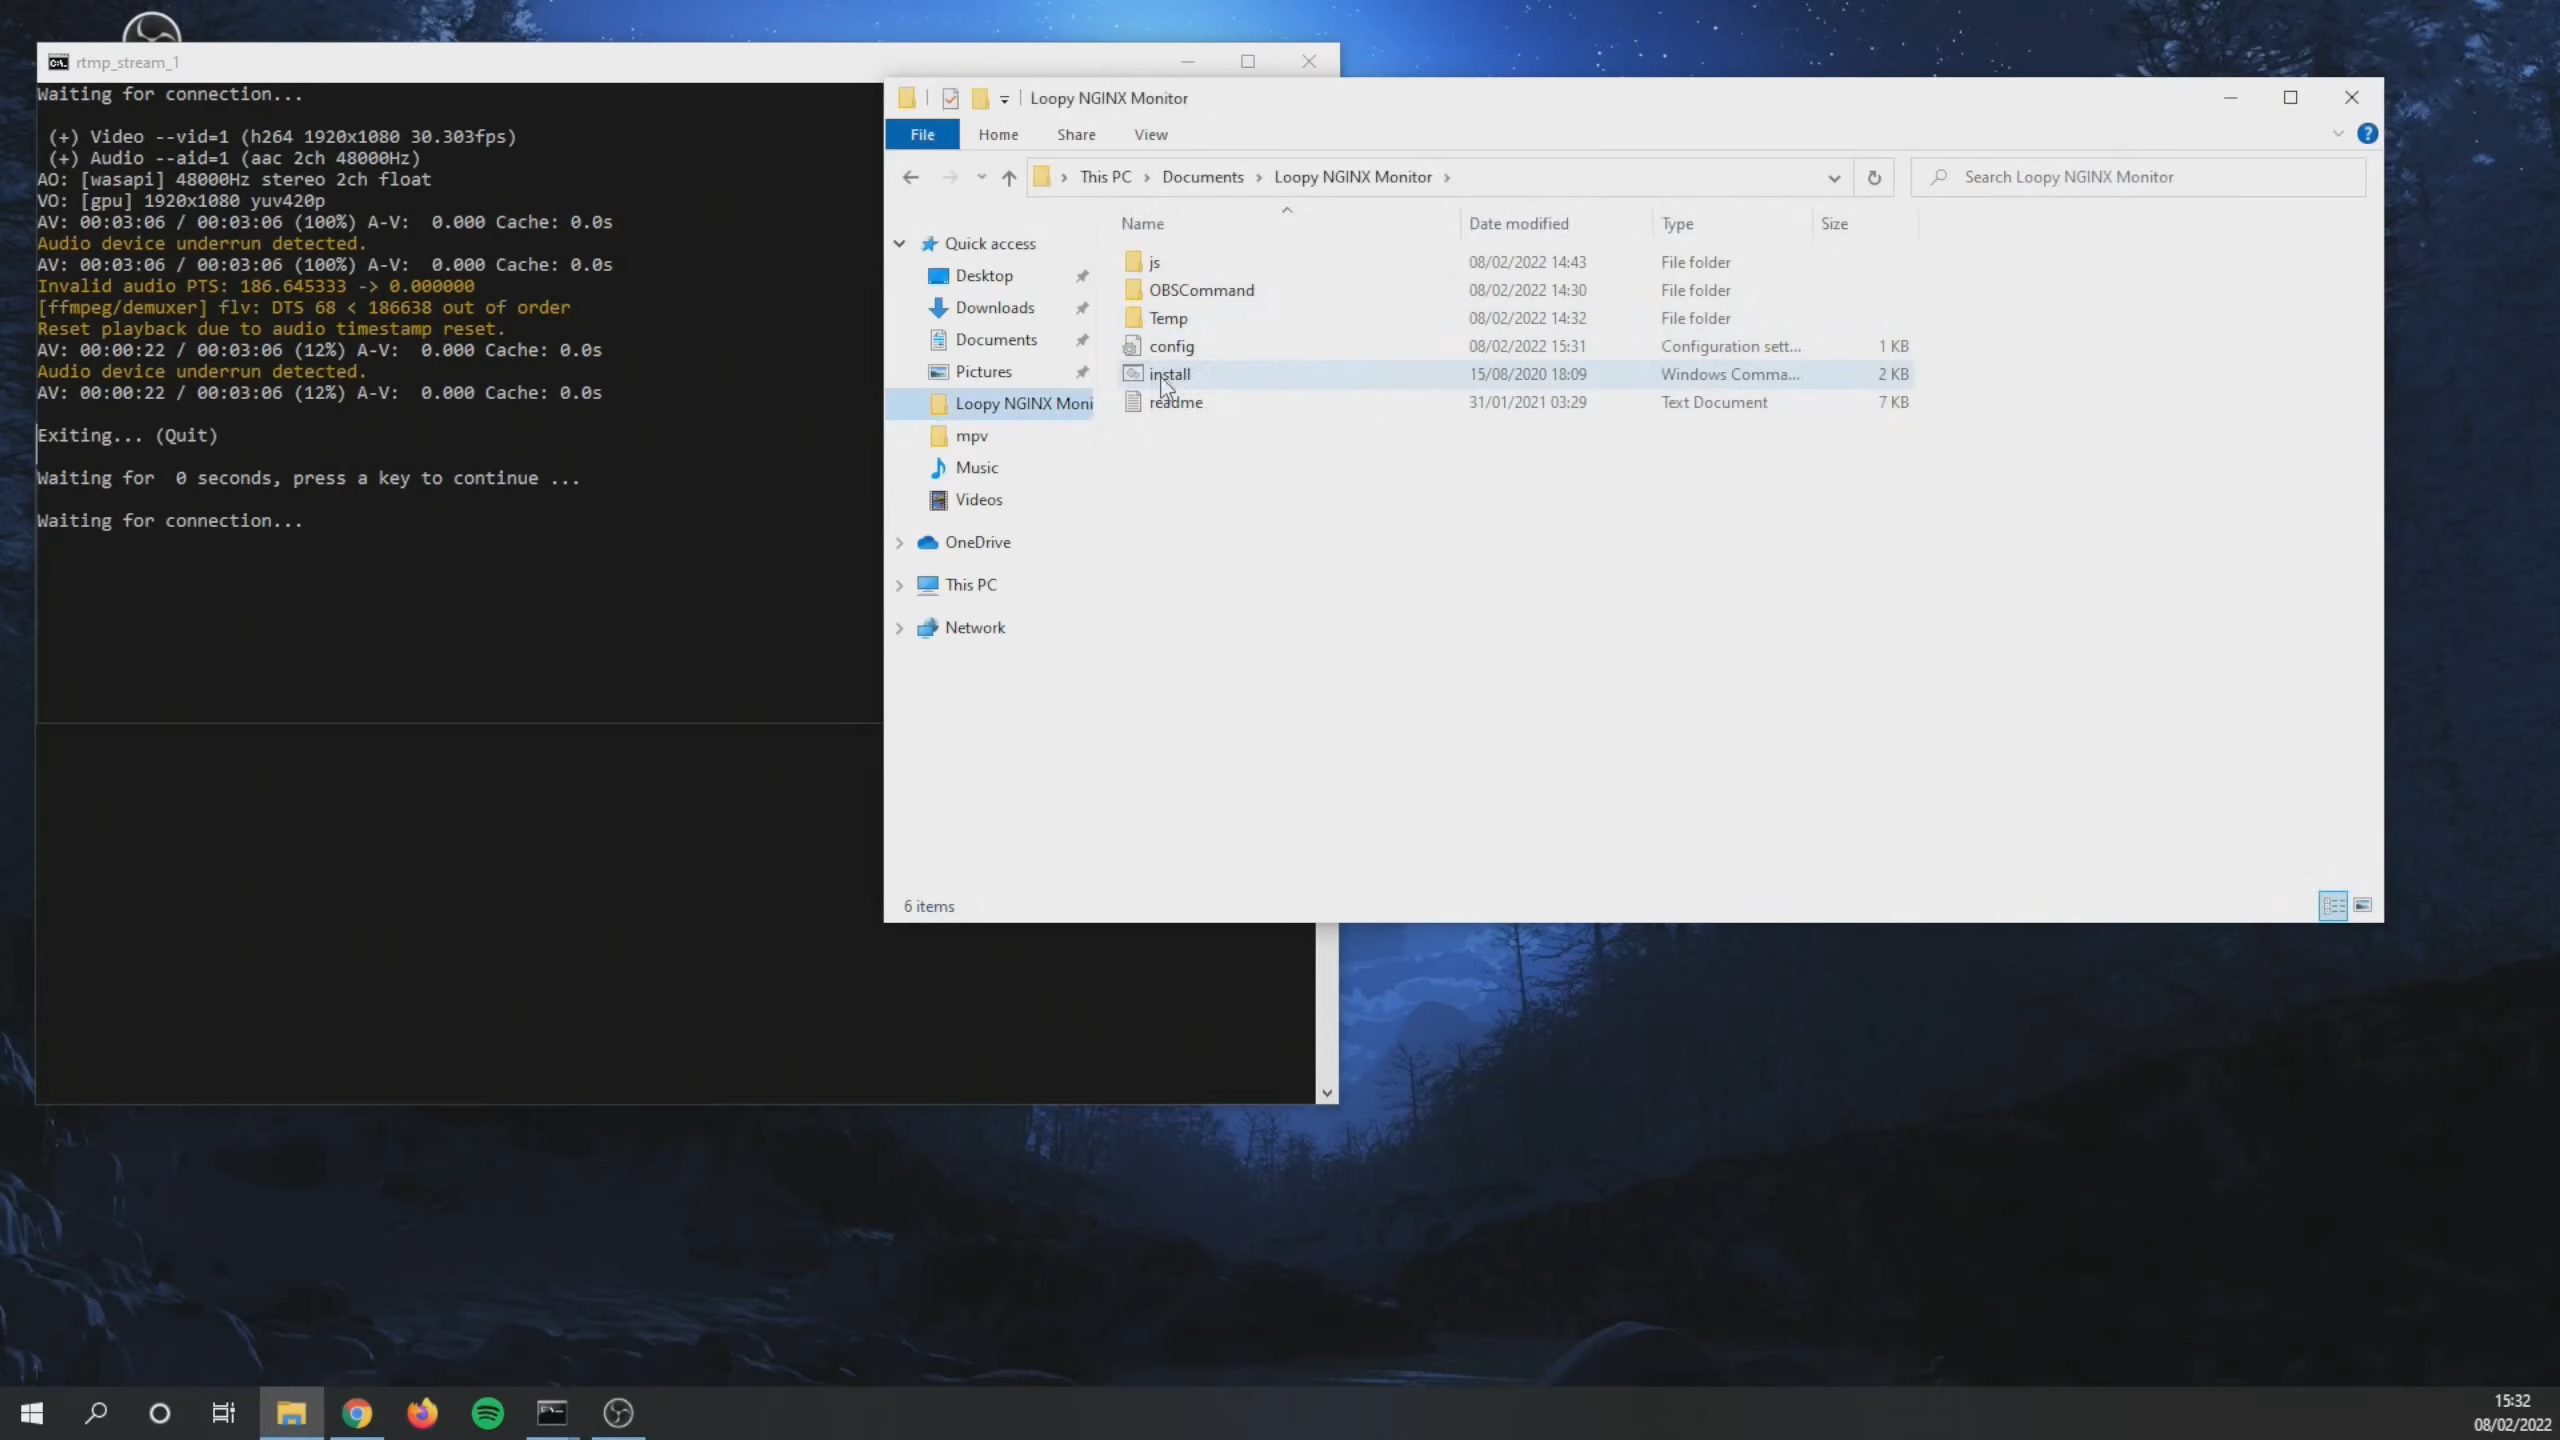 rtmp_stream_1
Waiting for connection...
(+) Video --vid=1 (h264 1920x1080 30.303fps)
(+) Audio --aid=1 (aac 2ch 48000Hz)
AO: [wasapi] 48000Hz stereo 2ch float
VO: [gpu] 1920x1080 yuv420p
AV: 00:03:06 / 00:03:06 (100%) A-V:  0.000 Cache: 0.0s
Audio device underrun detected.
AV: 00:03:06 / 00:03:06 (100%) A-V:  0.000 Cache: 0.0s
Invalid audio PTS: 186.645333 -> 0.000000
[ffmpeg/demuxer] flv: DTS 68 < 186638 out of order
Reset playback due to audio timestamp reset.
AV: 00:00:22 / 00:03:06 (12%) A-V:  0.000 Cache: 0.0s
Audio device underrun detected.
AV: 00:00:22 / 00:03:06 (12%) A-V:  0.000 Cache: 0.0s
Exiting... (Quit)
Waiting for  0 seconds, press a key to continue ...
Waiting for connection...
Loopy NGINX Monitor
File Home Share View
This PC Documents Loopy NGINX Monitor
Search Loopy NGINX Monitor
Quick access
Desktop
Downloads
Documents
Pictures
Loopy NGINX Moni
mpv
Music
Videos
OneDrive
This PC
Network
Name Date modified Type Size
js 08/02/2022 14:43 File folder
OBSCommand 08/02/2022 14:30 File folder
Temp 08/02/2022 14:32 File folder
config 08/02/2022 15:31 Configuration sett... 1 KB
install 15/08/2020 18:09 Windows Comma... 2 KB
readme 31/01/2021 03:29 Text Document 7 KB
6 items
15:32
08/02/2022